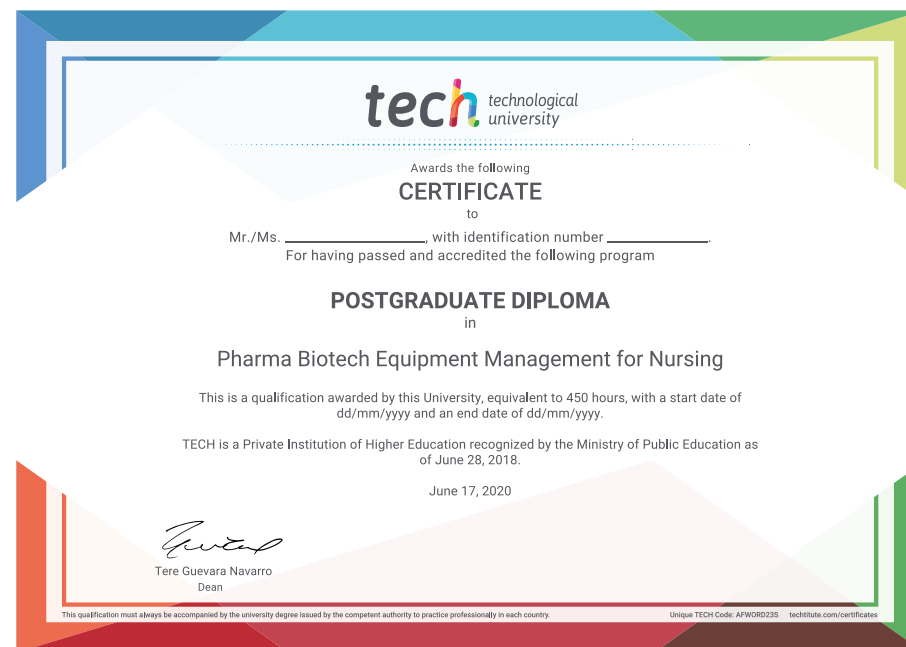 tech technological
university
Awards the following
CERTIFICATE
to
Mr./Ms. ____________, with identification number _________.
For having passed and accredited the following program
POSTGRADUATE DIPLOMA
in
Pharma Biotech Equipment Management for Nursing
This is a qualification awarded by this University, equivalent to 450 hours, with a start date of
dd/mm/yyyy and an end date of dd/mm/yyyy.
TECH is a Private Institution of Higher Education recognized by the Ministry of Public Education as
of June 28, 2018.
June 17, 2020
Tere Guevara Navarro
Dean
This qualification must always be accompanied by the university degree issued by the competent authority to practice professionally in each country. Unique TECH Code: AFWORD23S techtitute.com/certificates